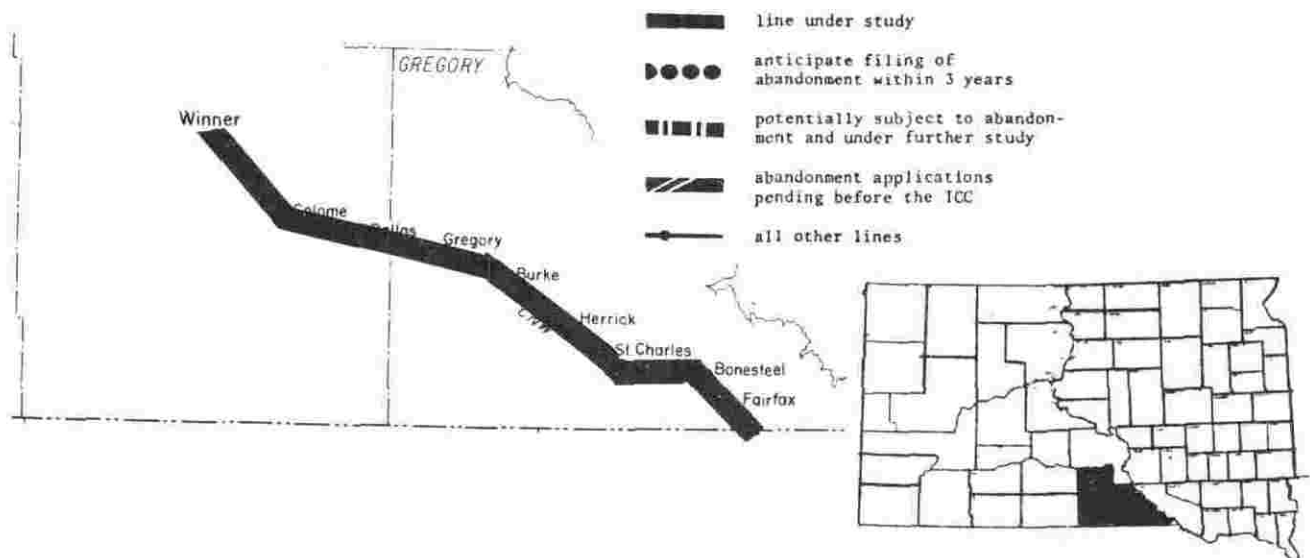 line under study
anticipate filing of
abandonment within 3 years
potentially subject to abandon-
ment and under further study
abandonment applications
pending before the ICC
all other lines
GREGORY
Winner
Colome
Dallas
Gregory
Burke
Herrick
St. Charles
Bonesteel
Fairfax